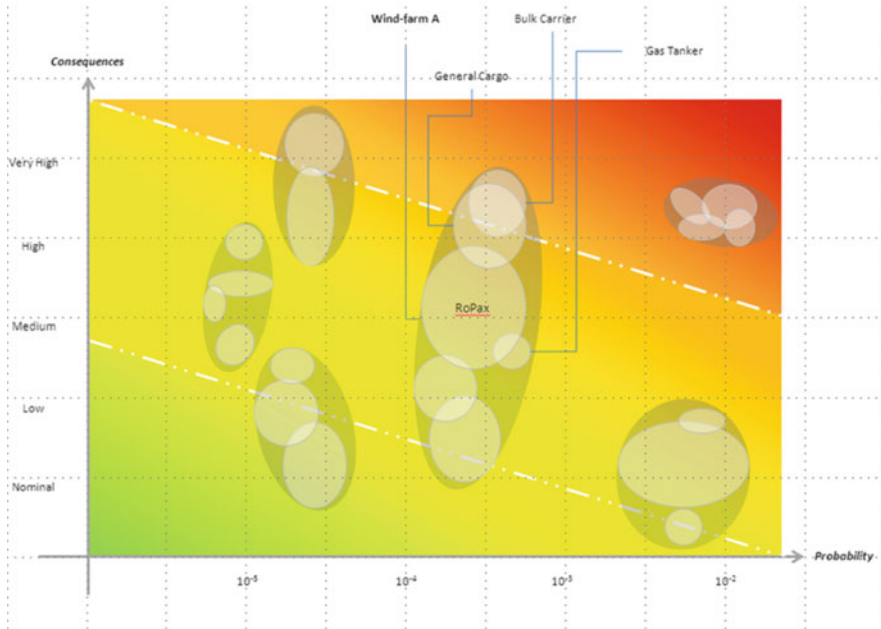 Wind-farm A
Bulk Carrier
Gas Tanker
Consequences
General Cargo
Very High
High
RoPax
Medium
Low
Nominal
Probability
10⁻⁵
10⁻⁴
10⁻³
10⁻²